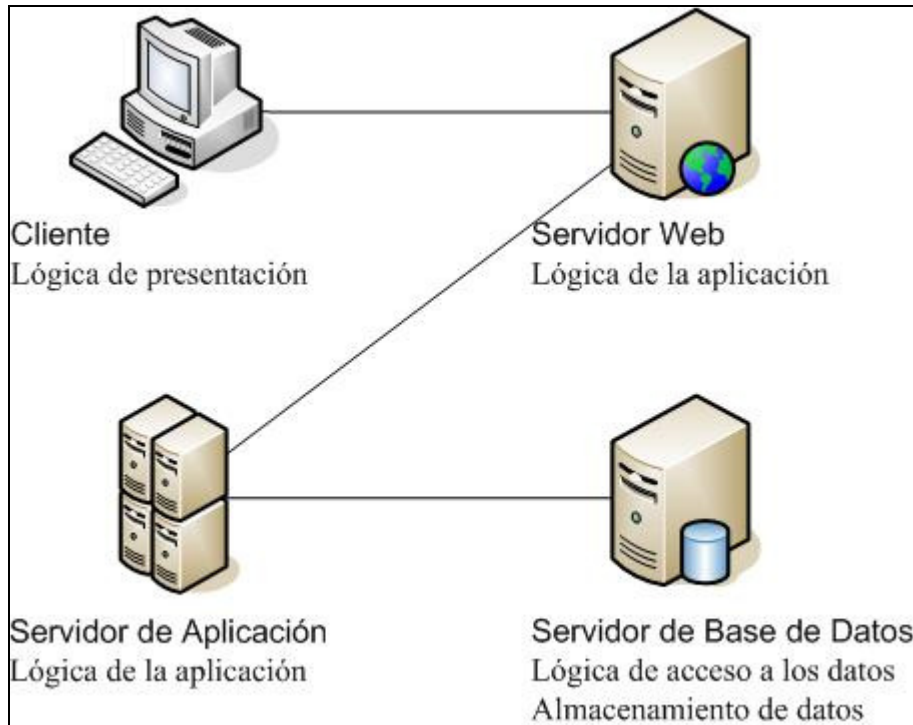 Cliente
Lógica de presentación
Servidor Web
Lógica de la aplicación
Servidor de Aplicación
Lógica de la aplicación
Servidor de Base de Datos
Lógica de acceso a los datos
Almacenamiento de datos